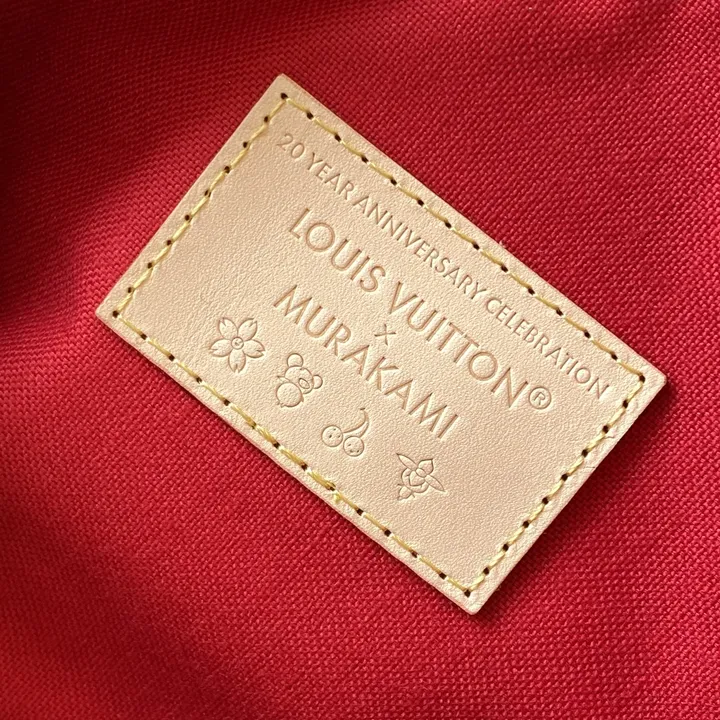 20 YEAR ANNIVERSARY CELEBRATION
LOUIS VUITTON®
×
MURAKAMI